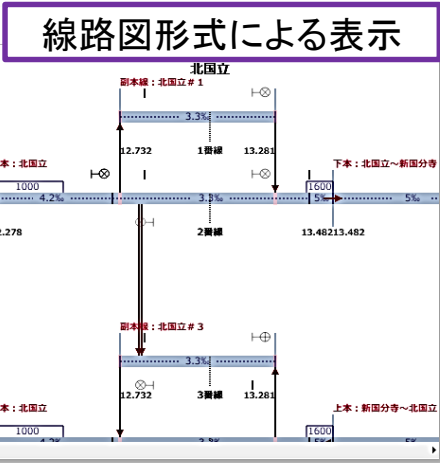 線路図形式による表示
北国立
副本線：北国立＃1
3.3‰
12.732 1番線 13.281
本：北国立 下本：北国立～新国分寺
1000 1600
4.2‰ 3.3‰ 5‰ 5%
2.278 2番線 13.482 13.482
副本線：北国立＃3
3.3‰
12.732 3番線 13.281
本：北国立 上本：新国分寺～北国立
1000 1600